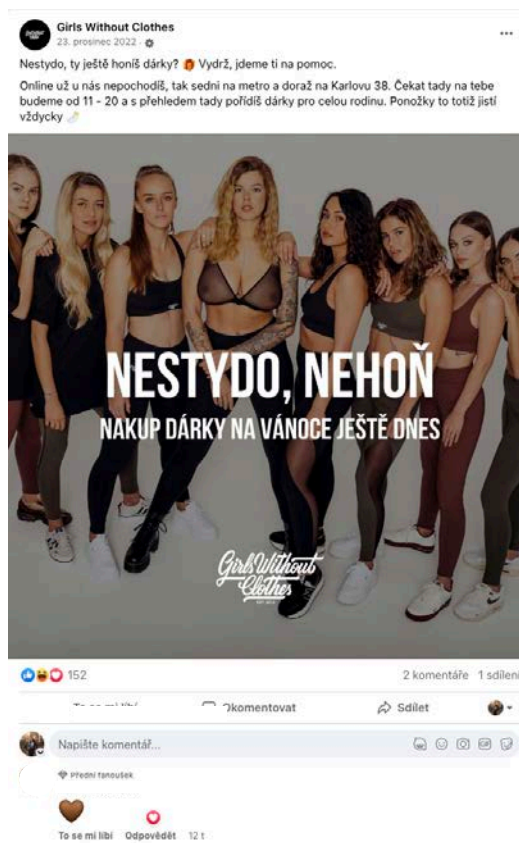 Girls Without Clothes
23. prosinec 2022 ·
Nestydo, ty ještě honíš dárky? Vydrž, jdeme ti na pomoc.
Online už u nás nepochodíš, tak sedni na metro a doraž na Karlovu 38. Čekat tady na tebe
budeme od 11 - 20 a s přehledem tady pořídíš dárky pro celou rodinu. Ponožky to totiž jistí
vždycky
NESTYDO, NEHOŇ
NAKUP DÁRKY NA VÁNOCE JEŠTĚ DNES
Girls Without
Clothes
152
2 komentáře 1 sdílení
Okomentovat
Sdílet
Napište komentář...
GIF
Přední fanoušek
To se mi líbí Odpovědět 12 t